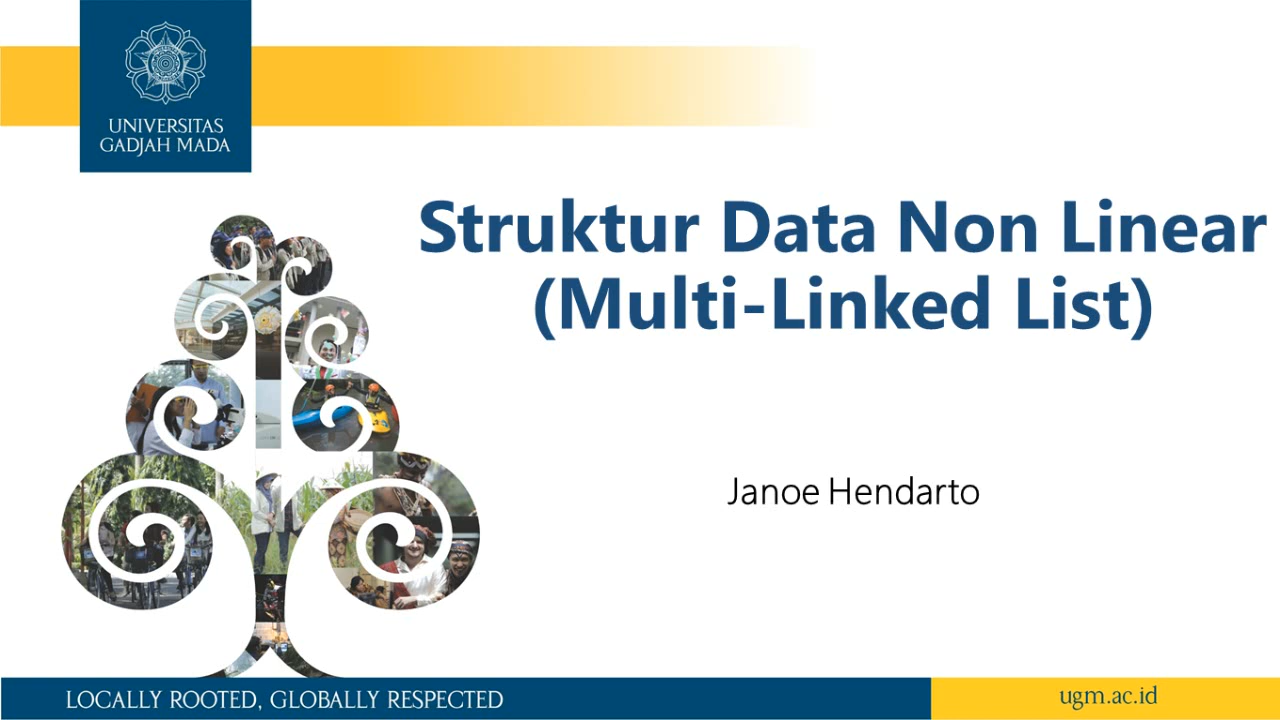 UNIVERSITAS
GADJAH MADA
Struktur Data Non Linear
(Multi-Linked List)
Janoe Hendarto
LOCALLY ROOTED, GLOBALLY RESPECTED
ugm.ac.id